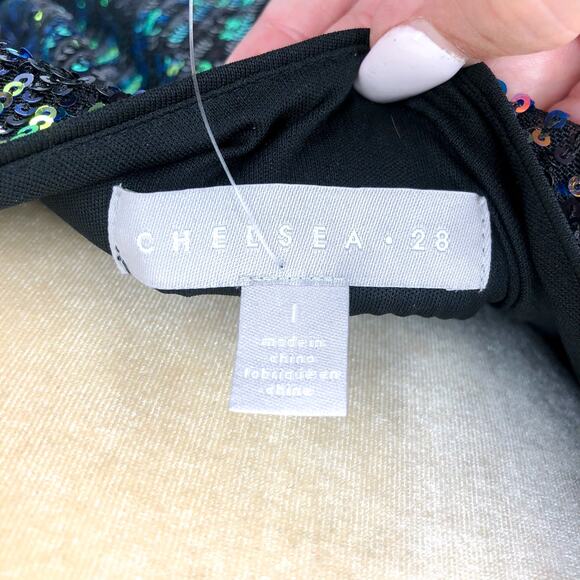 CHELSEA · 28
I
made in
china
fabriqué en
chine